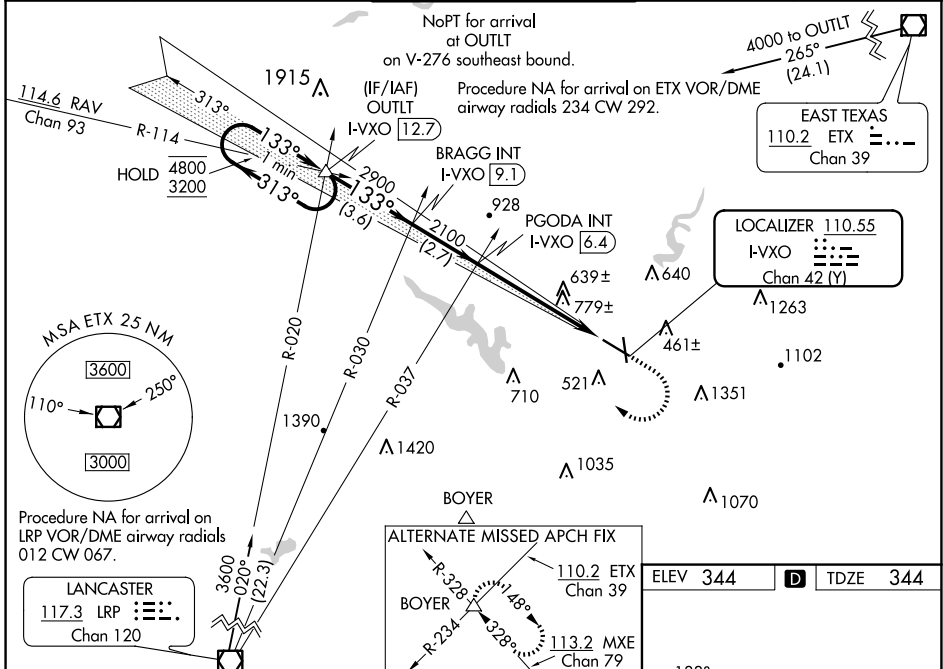 NoPT for arrival
at OUTLT
on V-276 southeast bound.
4000 to OUTLT
265°
(24.1)
1915
(IF/IAF)
OUTLT
I-VXO 12.7
Procedure NA for arrival on ETX VOR/DME
airway radials 234 CW 292.
EAST TEXAS
110.2 ETX
Chan 39
114.6 RAV
Chan 93
R-114
313°
133°
1 min
313°
HOLD
4800
3200
2900
133°
(3.6)
BRAGG INT
I-VXO 9.1
928
2100
(2.7)
PGODA INT
I-VXO 6.4
LOCALIZER 110.55
I-VXO
Chan 42 (Y)
639±
779±
640
1263
461±
1102
521
710
1351
1035
1070
R-020
R-030
R-037
1390
1420
MSA ETX 25 NM
3600
110°
250°
3000
Procedure NA for arrival on
LRP VOR/DME airway radials
012 CW 067.
3600
020°
(22.3)
LANCASTER
117.3 LRP
Chan 120
BOYER
ALTERNATE MISSED APCH FIX
R-328
148°
110.2 ETX
Chan 39
BOYER
R-234
328°
113.2 MXE
Chan 79
ELEV 344
D
TDZE 344